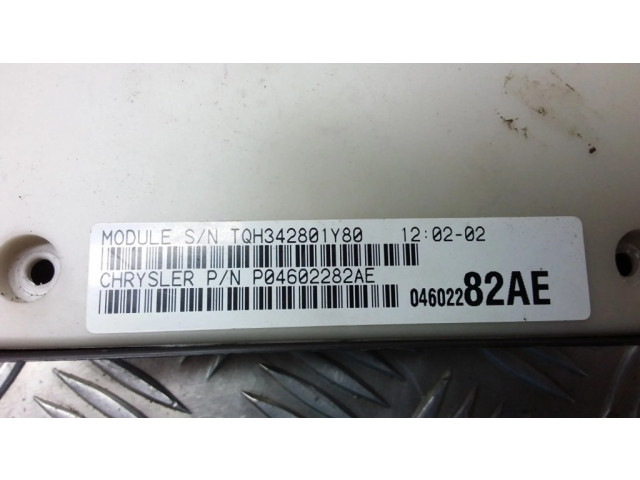 MODULE S/N TQH342801Y80 12:02-02
CHRYSLER P/N P04602282AE
04602282AE